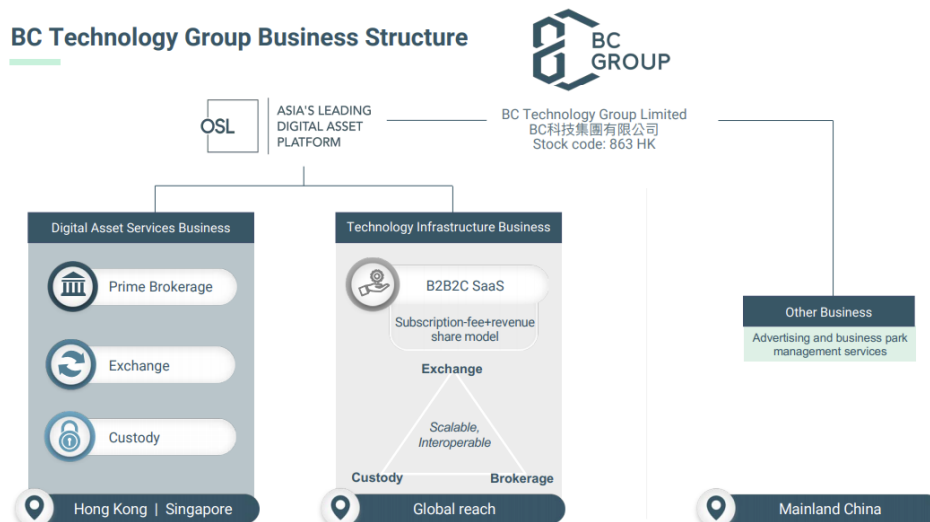 BC Technology Group Business Structure
BC
GROUP
OSL
ASIA'S LEADING
DIGITAL ASSET
PLATFORM
BC Technology Group Limited
BC科技集團有限公司
Stock code: 863 HK
Digital Asset Services Business
Prime Brokerage
Exchange
Custody
Hong Kong | Singapore
Technology Infrastructure Business
B2B2C SaaS
Subscription-fee+revenue
share model
Exchange
Scalable,
Interoperable
Custody
Brokerage
Global reach
Other Business
Advertising and business park
management services
Mainland China